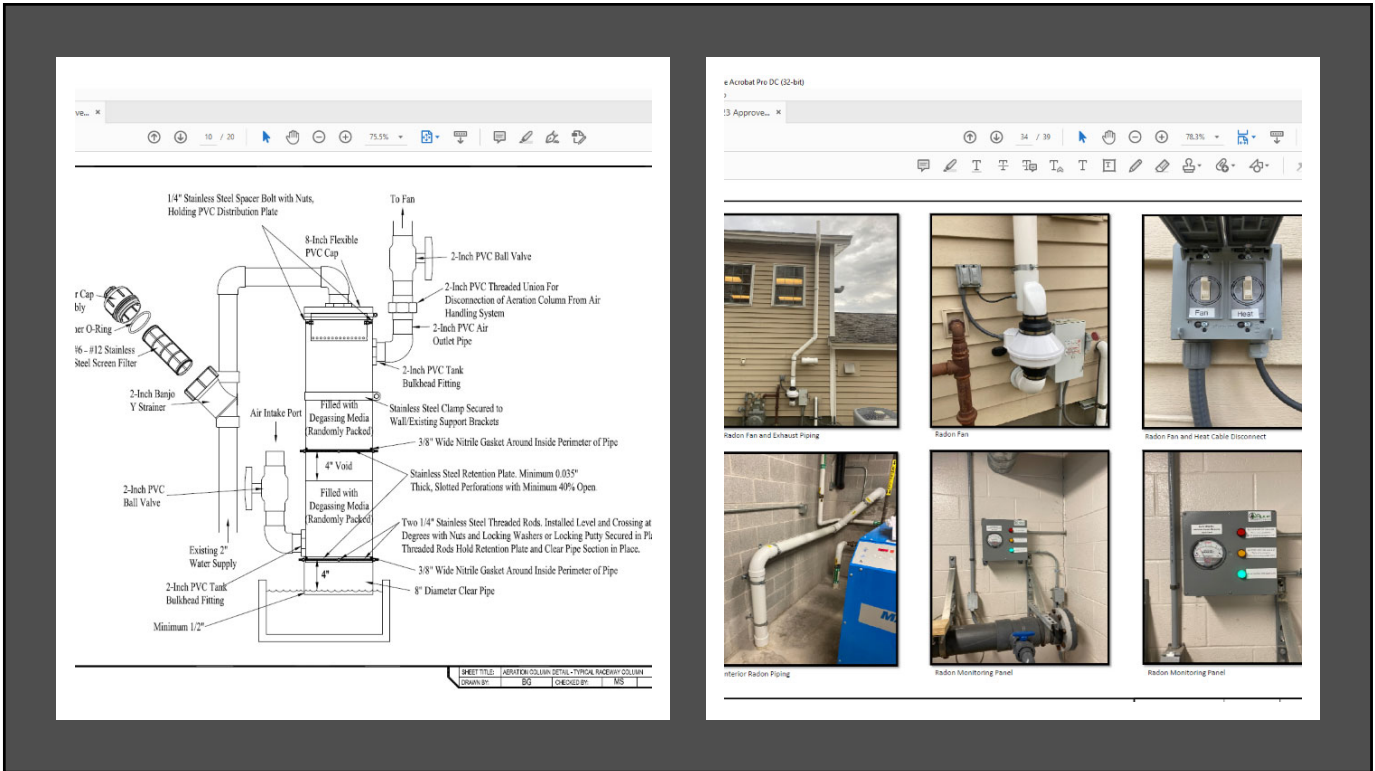 ve... ×
10 / 20
75.5%
1/4" Stainless Steel Spacer Bolt with Nuts,
Holding PVC Distribution Plate
To Fan
8-Inch Flexible
PVC Cap
2-Inch PVC Ball Valve
2-Inch PVC Threaded Union For
Disconnection of Aeration Column From Air
Handling System
2-Inch PVC Air
Outlet Pipe
r Cap
bly
ner O-Ring
#6 - #12 Stainless
Steel Screen Filter
2-Inch PVC Tank
Bulkhead Fitting
2-Inch Banjo
Y Strainer
Air Intake Port
Filled with
Degassing Media
(Randomly Packed)
Stainless Steel Clamp Secured to
Wall/Existing Support Brackets
3/8" Wide Nitrile Gasket Around Inside Perimeter of Pipe
4" Void
Stainless Steel Retention Plate. Minimum 0.035"
Thick, Slotted Perforations with Minimum 40% Open.
2-Inch PVC
Ball Valve
Filled with
Degassing Media
(Randomly Packed)
Two 1/4" Stainless Steel Threaded Rods. Installed Level and Crossing at
Degrees with Nuts and Locking Washers or Locking Putty Secured in Pla
Threaded Rods Hold Retention Plate and Clear Pipe Section in Place.
Existing 2"
Water Supply
3/8" Wide Nitrile Gasket Around Inside Perimeter of Pipe
4"
2-Inch PVC Tank
Bulkhead Fitting
8" Diameter Clear Pipe
Minimum 1/2"
SHEET TITLE: AERATION COLUMN DETAIL - TYPICAL RACEWAY COLUMN
DRAWN BY: BG CHECKED BY: MS
e Acrobat Pro DC (32-bit)
23 Approve... ×
34 / 39
78.3%
Fan
Heat
Radon Fan and Exhaust Piping
Radon Fan
Radon Fan and Heat Cable Disconnect
nterior Radon Piping
Radon Monitoring Panel
Radon Monitoring Panel